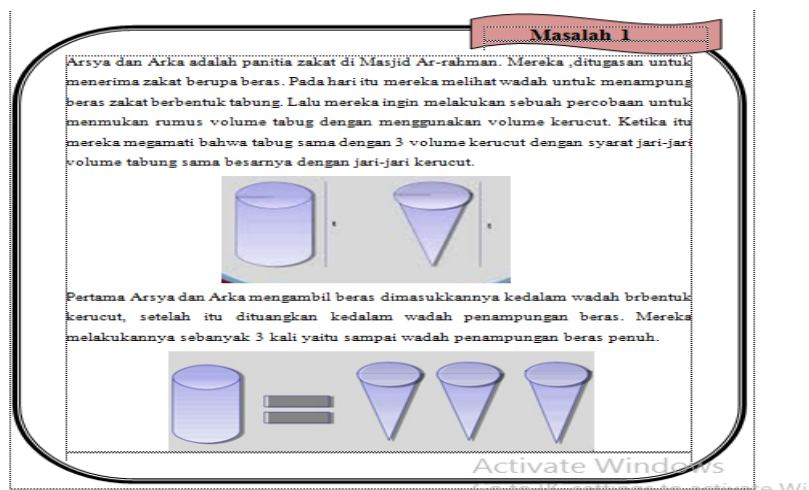 Masalah 1
Arsya dan Arka adalah panitia zakat di Masjid Ar-rahman. Mereka ,ditugasan untuk
menerima zakat berupa beras. Pada hari itu mereka melihat wadah untuk menampung
beras zakat berbentuk tabung. Lalu mereka ingin melakukan sebuah percobaan untuk
menmukan rumus volume tabug dengan menggunakan volume kerucut. Ketika itu
mereka megamati bahwa tabug sama dengan 3 volume kerucut dengan syarat jari-jari
volume tabung sama besarnya dengan jari-jari kerucut.
Pertama Arsya dan Arka mengambil beras dimasukkannya kedalam wadah brbentuk
kerucut, setelah itu dituangkan kedalam wadah penampungan beras. Mereka
melakukannya sebanyak 3 kali yaitu sampai wadah penampungan beras penuh.
Activate Windows